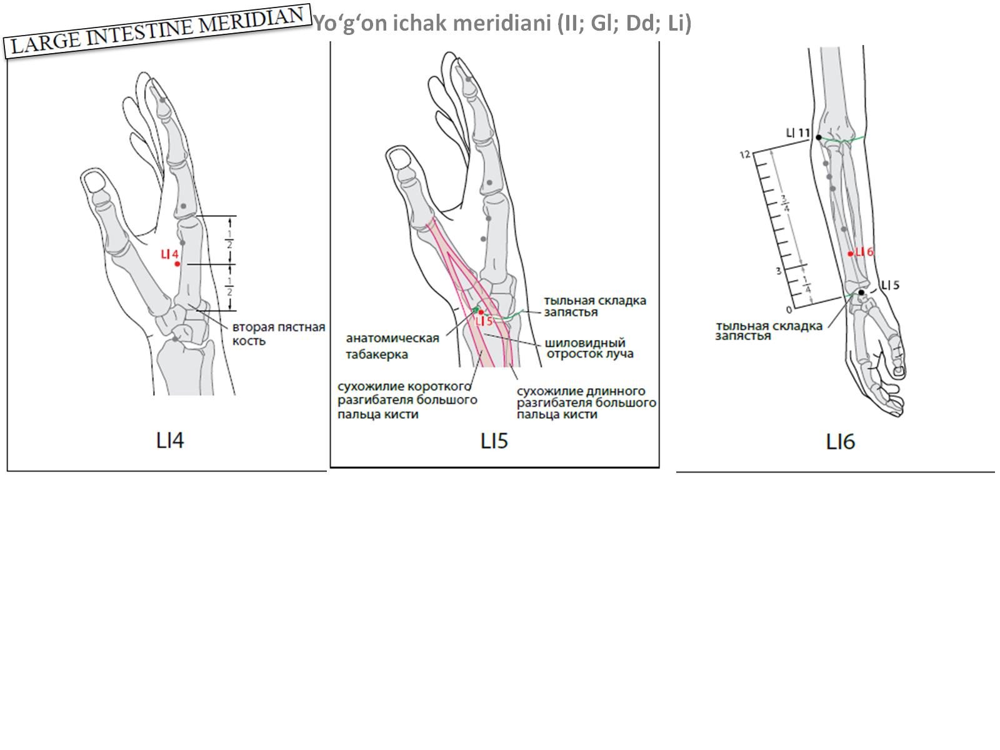 LARGE INTESTINE MERIDIAN
Yo‘g‘on ichak meridiani (II; Gl; Dd; Li)
LI 4
1
2
1
2
вторая пястная
кость
LI4
LI 5
тыльная складка
запястья
анатомическая
табакерка
шиловидный
отросток луча
сухожилие короткого
разгибателя большого
пальца кисти
сухожилие длинного
разгибателя большого
пальца кисти
LI5
LI 11
12
3
4
LI 6
3
1
4
LI 5
0
тыльная складка
запястья
LI6